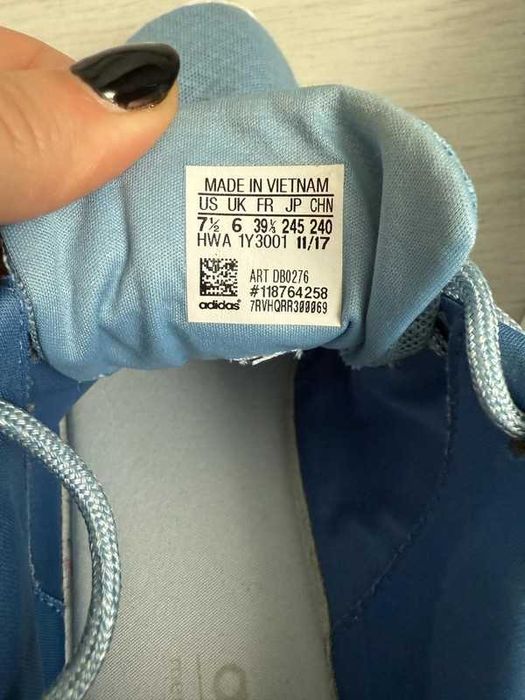 MADE IN VIETNAM
US UK FR JP CHN
7½ 6 39⅓ 245 240
HWA 1Y3001 11/17
ART DB0276
#118764258
adidas 7RVHQRR300069